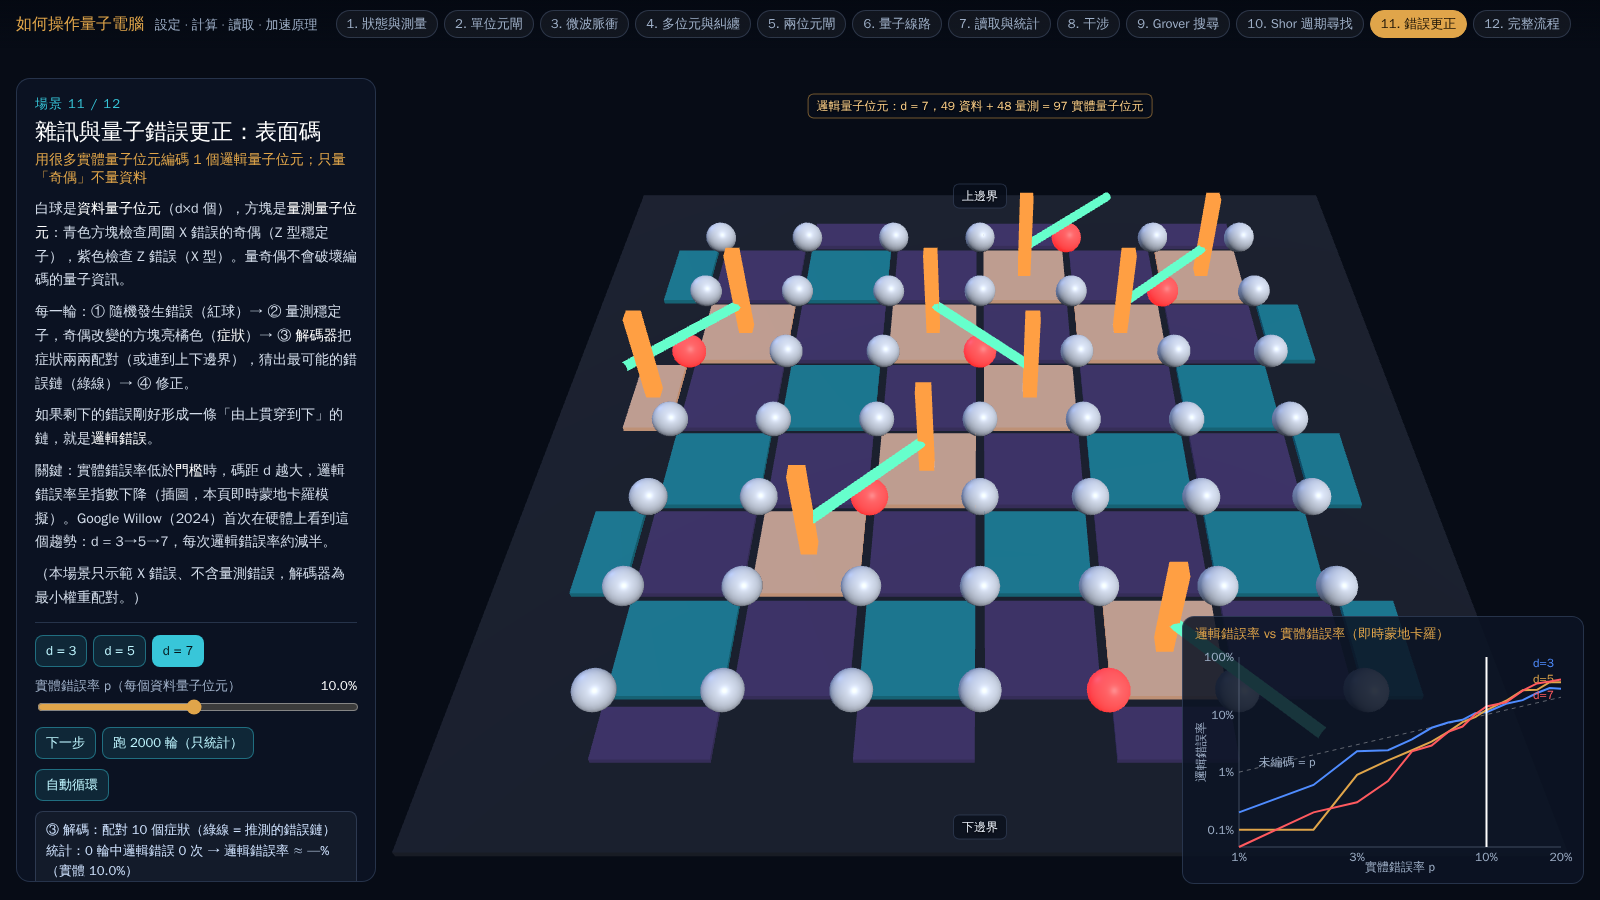 如何操作量子電腦 設定 · 計算 · 讀取 · 加速原理
1. 狀態與測量
2. 單位元閘
3. 微波脈衝
4. 多位元與糾纏
5. 兩位元閘
6. 量子線路
7. 讀取與統計
8. 干涉
9. Grover 搜尋
10. Shor 週期尋找
11. 錯誤更正
12. 完整流程
場景 11 / 12
雜訊與量子錯誤更正：表面碼
用很多實體量子位元編碼 1 個邏輯量子位元；只量
「奇偶」不量資料
白球是資料量子位元（d×d 個），方塊是量測量子位
元：青色方塊檢查周圍 X 錯誤的奇偶（Z 型穩定
子），紫色檢查 Z 錯誤（X 型）。量奇偶不會破壞編
碼的量子資訊。
每一輪：① 隨機發生錯誤（紅球）→ ② 量測穩定
子，奇偶改變的方塊亮橘色（症狀）→ ③ 解碼器把
症狀兩兩配對（或連到上下邊界），猜出最可能的錯
誤鏈（綠線）→ ④ 修正。
如果剩下的錯誤剛好形成一條「由上貫穿到下」的
鏈，就是邏輯錯誤。
關鍵：實體錯誤率低於門檻時，碼距 d 越大，邏輯
錯誤率呈指數下降（插圖，本頁即時蒙地卡羅模
擬）。Google Willow（2024）首次在硬體上看到這
個趨勢：d = 3→5→7，每次邏輯錯誤率約減半。
（本場景只示範 X 錯誤、不含量測錯誤，解碼器為
最小權重配對。）
d = 3
d = 5
d = 7
實體錯誤率 p（每個資料量子位元） 10.0%
下一步
跑 2000 輪（只統計）
自動循環
③ 解碼：配對 10 個症狀（綠線 = 推測的錯誤鏈）
統計：0 輪中邏輯錯誤 0 次 → 邏輯錯誤率 ≈ —%
（實體 10.0%）
邏輯量子位元：d = 7，49 資料 + 48 量測 = 97 實體量子位元
上邊界
下邊界
邏輯錯誤率 vs 實體錯誤率（即時蒙地卡羅）
100%
10%
1%
0.1%
邏輯錯誤率
未編碼 = p
d=3
d=5
d=7
1%
3%
10%
20%
實體錯誤率 p